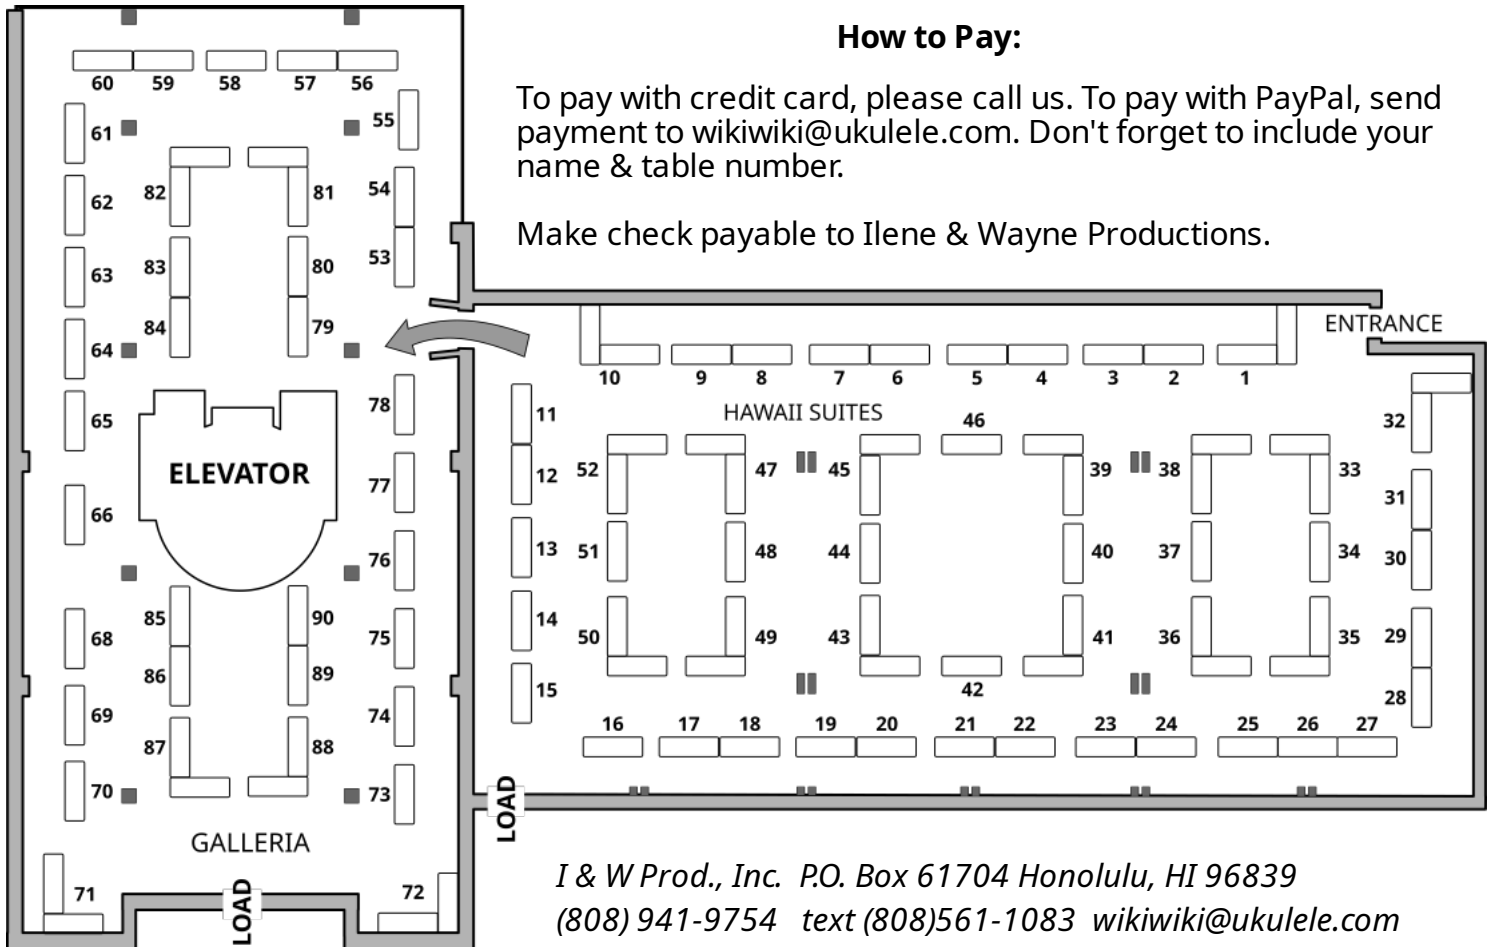 How to Pay:
To pay with credit card, please call us. To pay with PayPal, send
payment to wikiwiki@ukulele.com. Don't forget to include your
name & table number.
Make check payable to Ilene & Wayne Productions.
60 59 58 57 56
55
61
62
63
64
65
66
68
69
70
71
72
73
74
75
76
77
78
54
53
82 81
83 80
84 79
ELEVATOR
85 90
86 89
87 88
GALLERIA
LOAD
ENTRANCE
10 9 8 7 6 5 4 3 2 1
HAWAII SUITES
46
11
12
13
14
15
52 47 45 39 38 33
51 48 44 40 37 34
50 49 43 41 36 35
42
32
31
30
29
28
16 17 18 19 20 21 22 23 24 25 26 27
LOAD
I & W Prod., Inc. P.O. Box 61704 Honolulu, HI 96839
(808) 941-9754 text (808)561-1083 wikiwiki@ukulele.com